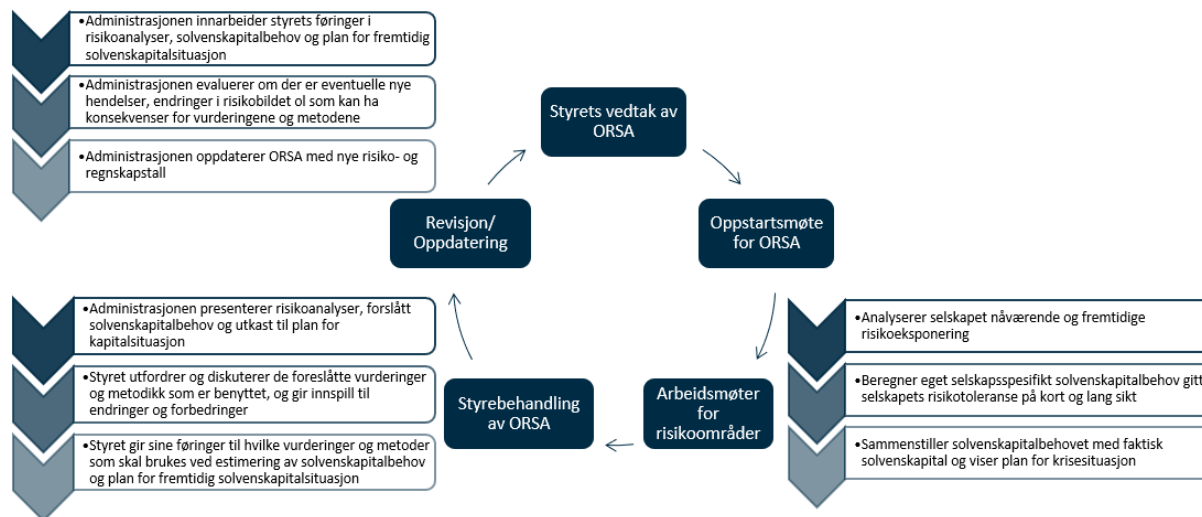 •Administrasjonen innarbeider styrets føringer i
risikoanalyser, solvenskapitalbehov og plan for fremtidig
solvenskapitalsituasjon
•Administrasjonen evaluerer om der er eventuelle nye
hendelser, endringer i risikobildet ol som kan ha
konsekvenser for vurderingene og metodene
•Administrasjonen oppdaterer ORSA med nye risiko- og
regnskapstall
Styrets vedtak av
ORSA
Revisjon/
Oppdatering
Oppstartsmøte
for ORSA
•Administrasjonen presenterer risikoanalyser, forslått
solvenskapitalbehov og utkast til plan for
kapitalsituasjon
•Styret utfordrer og diskuterer de foreslåtte vurderinger
og metodikk som er benyttet, og gir innspill til
endringer og forbedringer
•Styret gir sine føringer til hvilke vurderinger og metoder
som skal brukes ved estimering av solvenskapitalbehov
og plan for fremtidig solvenskapitalsituasjon
Styrebehandling
av ORSA
Arbeidsmøter
for
risikoområder
•Analyserer selskapet nåværende og fremtidige
risikoeksponering
•Beregner eget selskapsspesifikt solvenskapitalbehov gitt
selskapets risikotoleranse på kort og lang sikt
•Sammenstiller solvenskapitalbehovet med faktisk
solvenskapital og viser plan for krisesituasjon